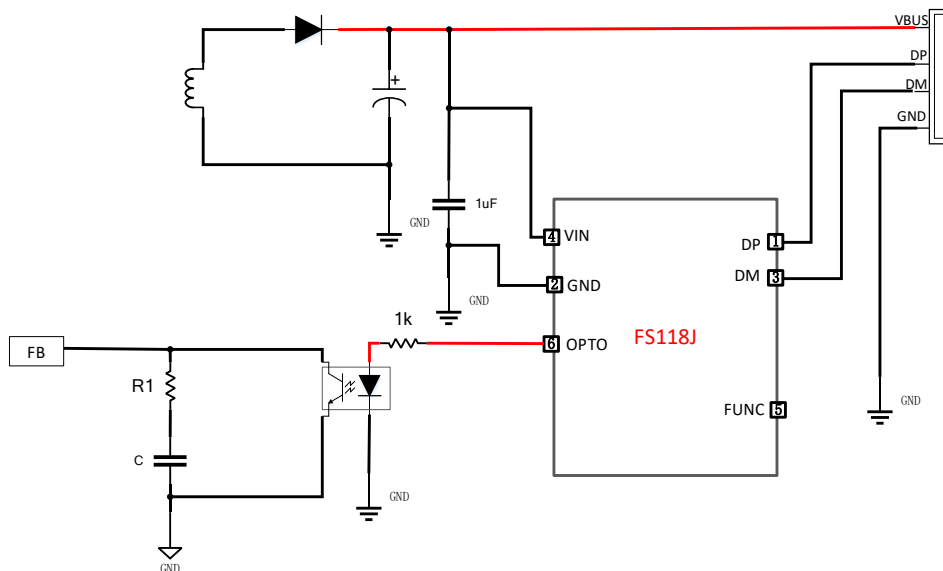 VBUS
DP
DM
GND
+
1uF
GND
4 VIN
DP 1
DM 3
2 GND
GND
1k
6 OPTO
FS118J
FB
R1
FUNC 5
GND
C
GND
GND